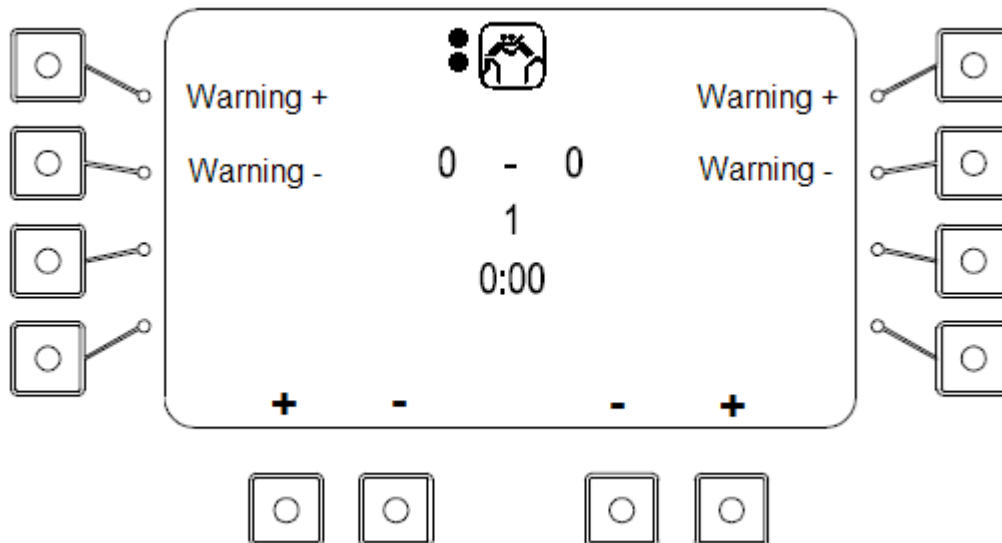 Warning + Warning +
Warning - 0 - 0 Warning -
1
0:00
+ - - +